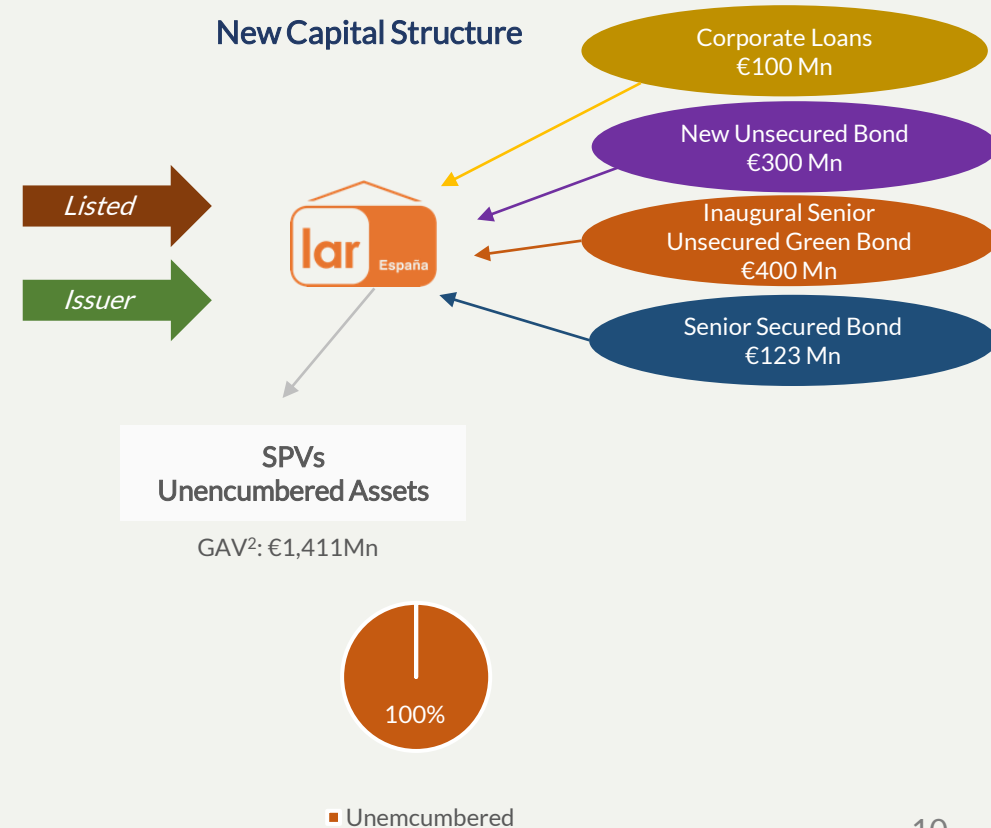 New Capital Structure
Corporate Loans
€100 Mn
New Unsecured Bond
€300 Mn
Listed
Inaugural Senior
Unsecured Green Bond
€400 Mn
lar
España
Issuer
Senior Secured Bond
€123 Mn
SPVs
Unencumbered Assets
GAV²: €1,411Mn
100%
Unemcumbered
10